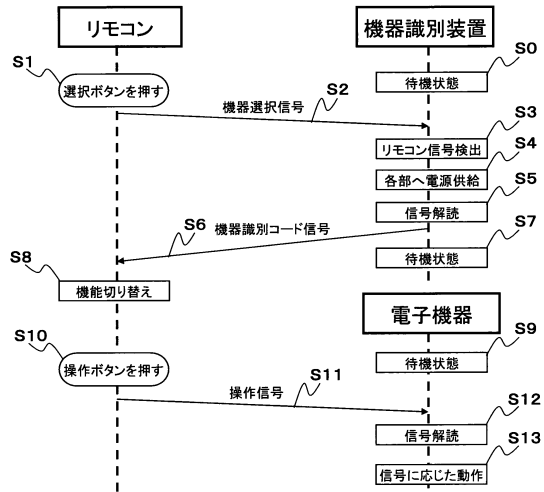 リモコン
機器識別装置
S0
待機状態
S1
選択ボタンを押す
S2
機器選択信号
S3
リモコン信号検出
S4
各部へ電源供給
S5
信号解読
S6
機器識別コード信号
S7
待機状態
S8
機能切り替え
電子機器
S9
待機状態
S10
操作ボタンを押す
S11
操作信号
S12
信号解読
S13
信号に応じた動作